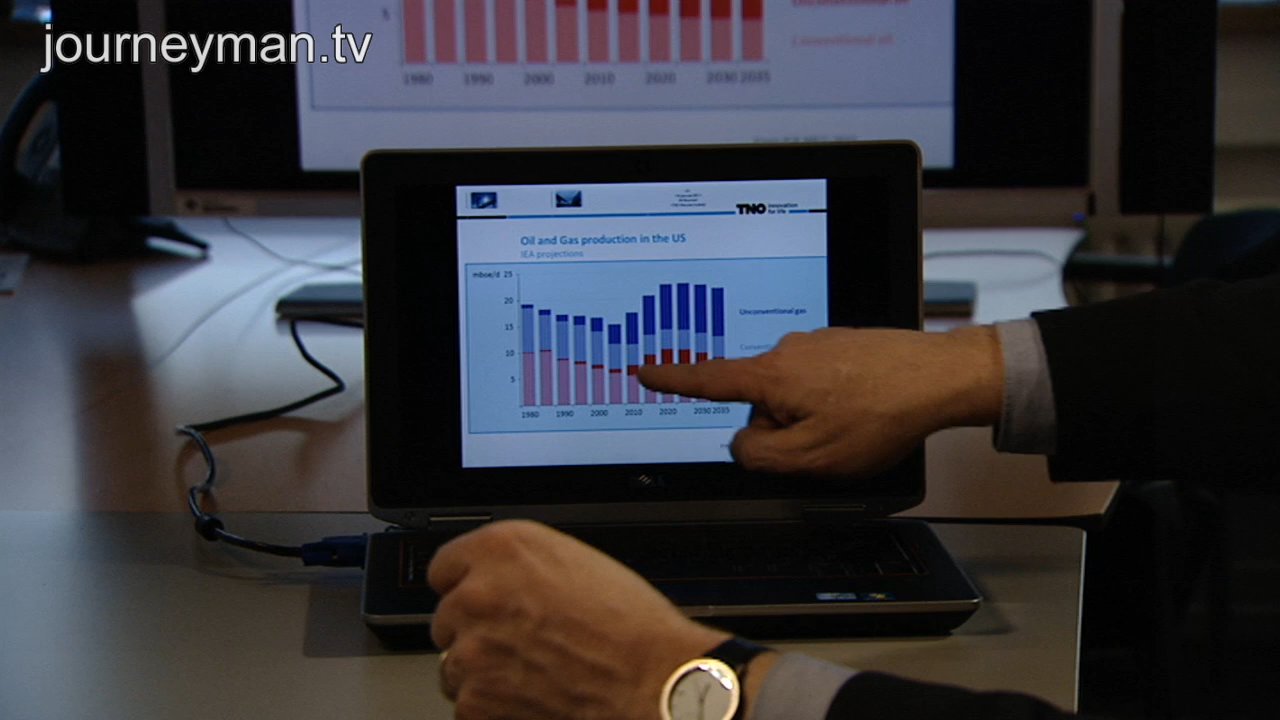 journeyman.tv
5
Conventional oil
1980 1990 2000 2010 2020 2030 2035
TNO innovation for life
Oil and Gas production in the US
IEA projections
mboe/d 25
20
15
10
5
Unconventional gas
1980 1990 2000 2010 2020 2030 2035